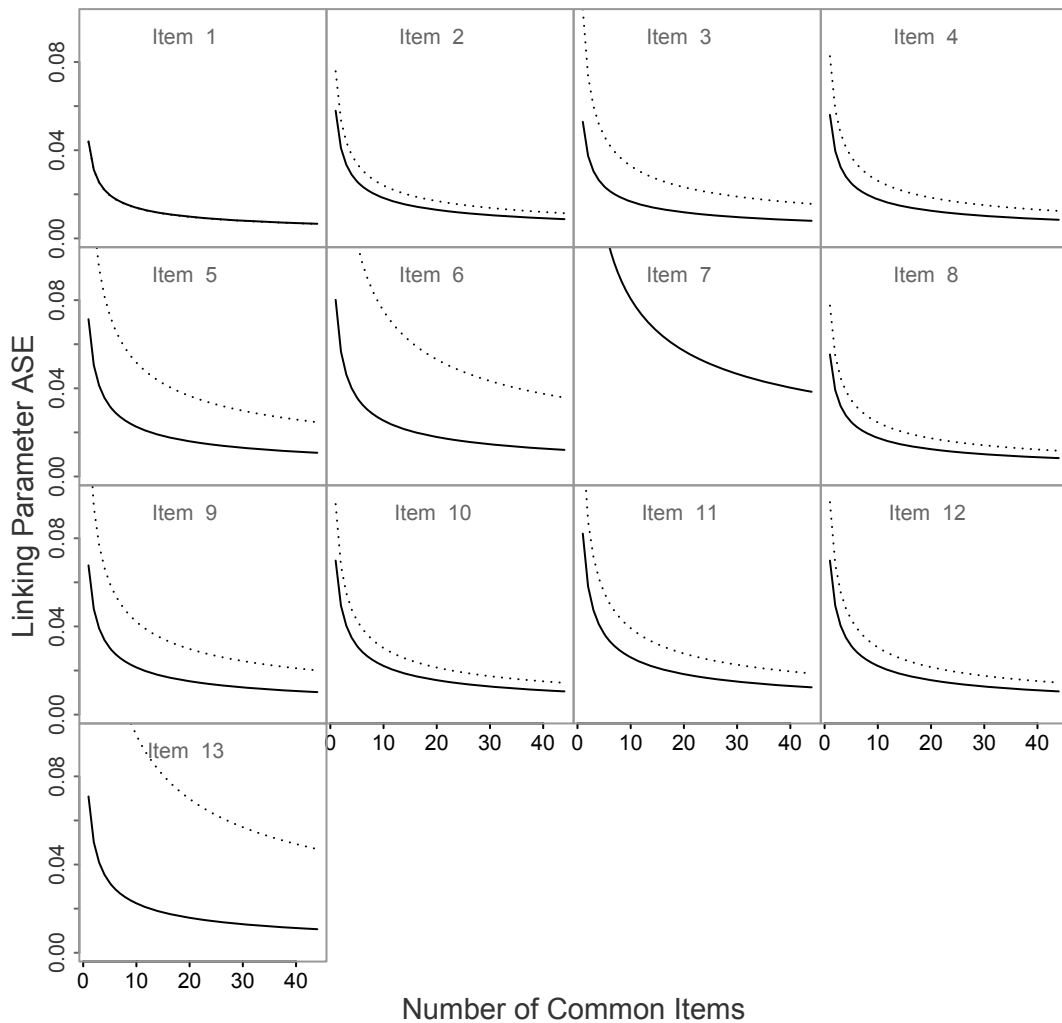 Linking Parameter ASE
Item 1
Item 2
Item 3
Item 4
0.00 0.04 0.08
Item 5
Item 6
Item 7
Item 8
0.00 0.04 0.08
Item 9
Item 10
Item 11
Item 12
0.00 0.04 0.08
0 10 20 30 40
0 10 20 30 40
0 10 20 30 40
Item 13
0.00 0.04 0.08
0 10 20 30 40
Number of Common Items